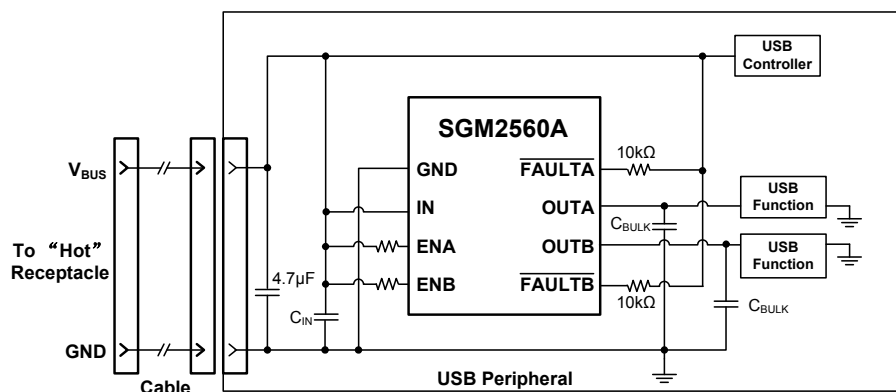 USB
Controller
SGM2560A
GND
IN
ENA
ENB
FAULTA
OUTA
OUTB
FAULTB
10kΩ
10kΩ
USB
Function
USB
Function
CBULK
CBULK
VBUS
To “Hot”
Receptacle
GND
Cable
4.7μF
CIN
USB Peripheral